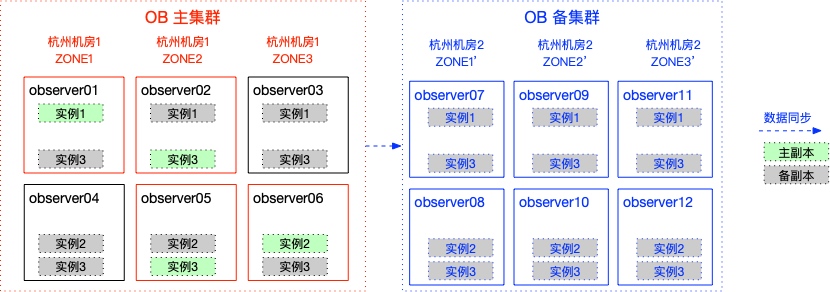 OB 主集群
杭州机房1
ZONE1
杭州机房1
ZONE2
杭州机房1
ZONE3
observer01
实例1
实例3
observer02
实例1
实例3
observer03
实例1
实例3
observer04
实例2
实例3
observer05
实例2
实例3
observer06
实例2
实例3
OB 备集群
杭州机房2
ZONE1’
杭州机房2
ZONE2’
杭州机房2
ZONE3’
observer07
实例1
实例3
observer09
实例1
实例3
observer11
实例1
实例3
observer08
实例2
实例3
observer10
实例2
实例3
observer12
实例2
实例3
数据同步
主副本
备副本